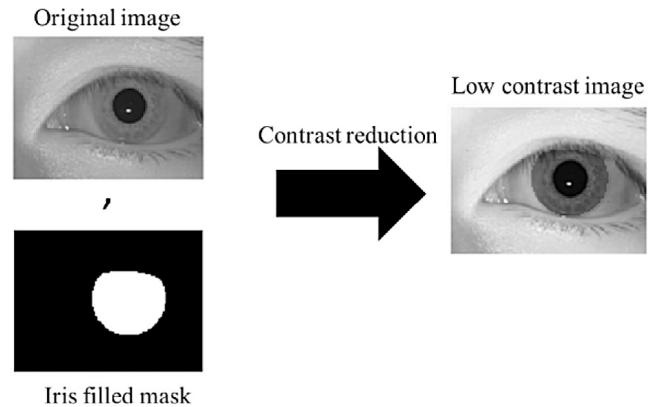 Original image
Low contrast image
Contrast reduction
,
Iris filled mask